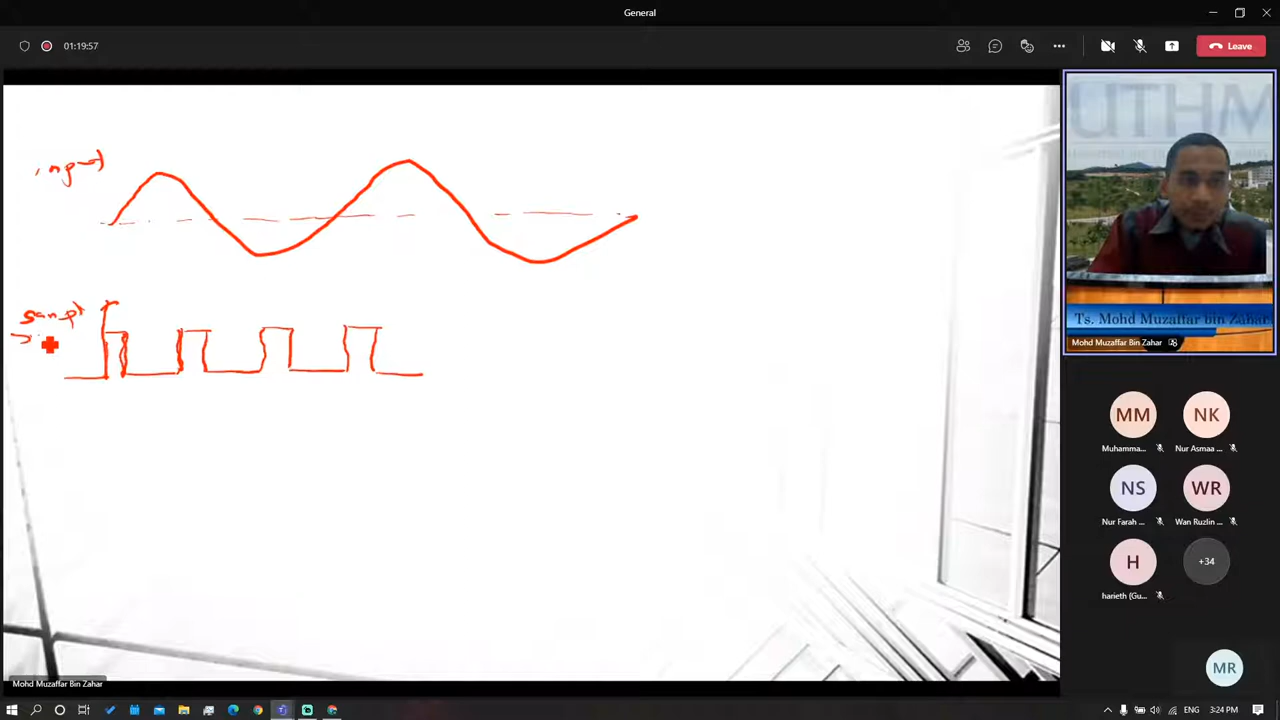 General
01:19:57
Leave
input
UTHM
Ts. Mohd Muzaffar bin Zahar
Mohd Muzaffar Bin Zahar
MM
NK
Muhamma...
Nur Asmaa ...
NS
WR
Nur Farah ...
Wan Ruzlin ...
H
+34
harieth (Gu...
MR
Mohd Muzaffar Bin Zahar
ENG
3:24 PM